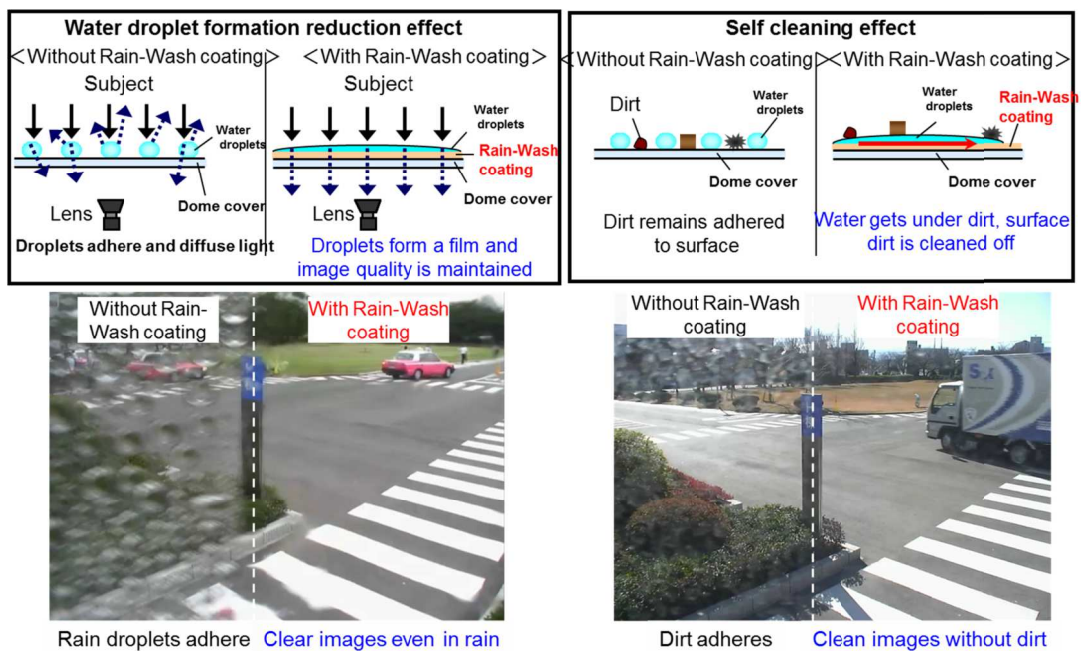 Water droplet formation reduction effect
<Without Rain-Wash coating>
<With Rain-Wash coating>
Subject
Subject
Water
droplets
Water
droplets
Rain-Wash
coating
Dome cover
Dome cover
Lens
Lens
Droplets adhere and diffuse light
Droplets form a film and
image quality is maintained
Self cleaning effect
<Without Rain-Wash coating>
<With Rain-Wash coating>
Dirt
Water
droplets
Water
droplets
Rain-Wash
coating
Dome cover
Dome cover
Dirt remains adhered
to surface
Water gets under dirt, surface
dirt is cleaned off
Without Rain-
Wash coating
With Rain-Wash
coating
Rain droplets adhere
Clear images even in rain
Without Rain-Wash
coating
With Rain-Wash
coating
Dirt adheres
Clean images without dirt